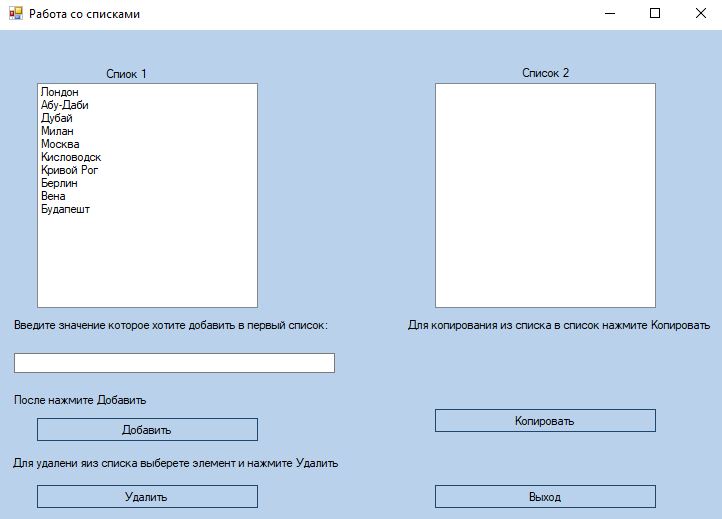 Работа со списками
Спиок 1
Список 2
Лондон
Абу-Даби
Дубай
Милан
Москва
Кисловодск
Кривой Рог
Берлин
Вена
Будапешт
Введите значение которое хотите добавить в первый список:
Для копирования из списка в список нажмите Копировать
После нажмите Добавить
Добавить
Копировать
Для удалени яиз списка выберете элемент и нажмите Удалить
Удалить
Выход